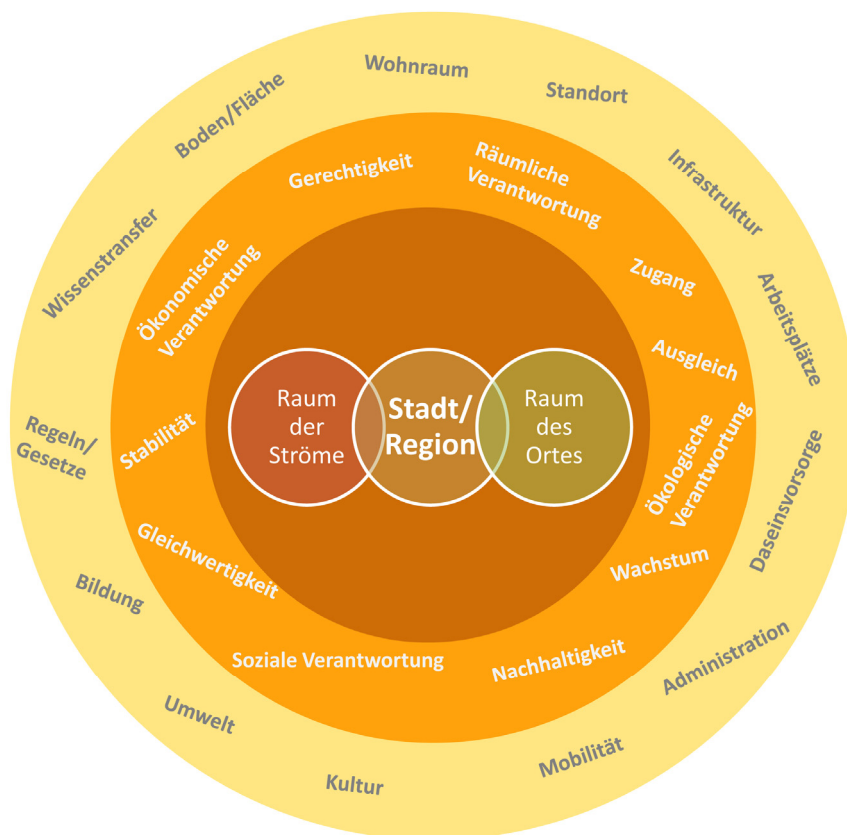 Wohnraum
Standort
Infrastruktur
Arbeitsplätze
Daseinsvorsorge
Administration
Mobilität
Kultur
Umwelt
Bildung
Regeln/
Gesetze
Wissenstransfer
Boden/Fläche
Gerechtigkeit
Räumliche
Verantwortung
Zugang
Ausgleich
Ökologische
Verantwortung
Wachstum
Nachhaltigkeit
Soziale Verantwortung
Gleichwertigkeit
Stabilität
Ökonomische
Verantwortung
Raum
der
Ströme
Stadt/
Region
Raum
des
Ortes